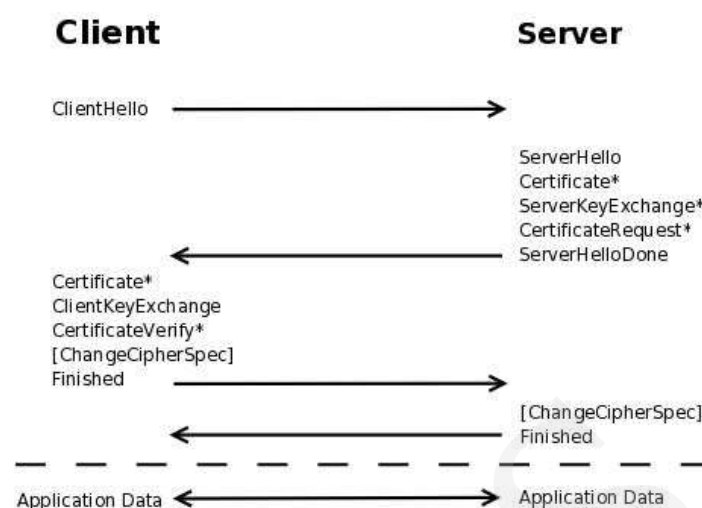 Client
Server
ClientHello
ServerHello
Certificate*
ServerKeyExchange*
CertificateRequest*
ServerHelloDone
Certificate*
ClientKeyExchange
CertificateVerify*
[ChangeCipherSpec]
Finished
[ChangeCipherSpec]
Finished
Application Data
Application Data